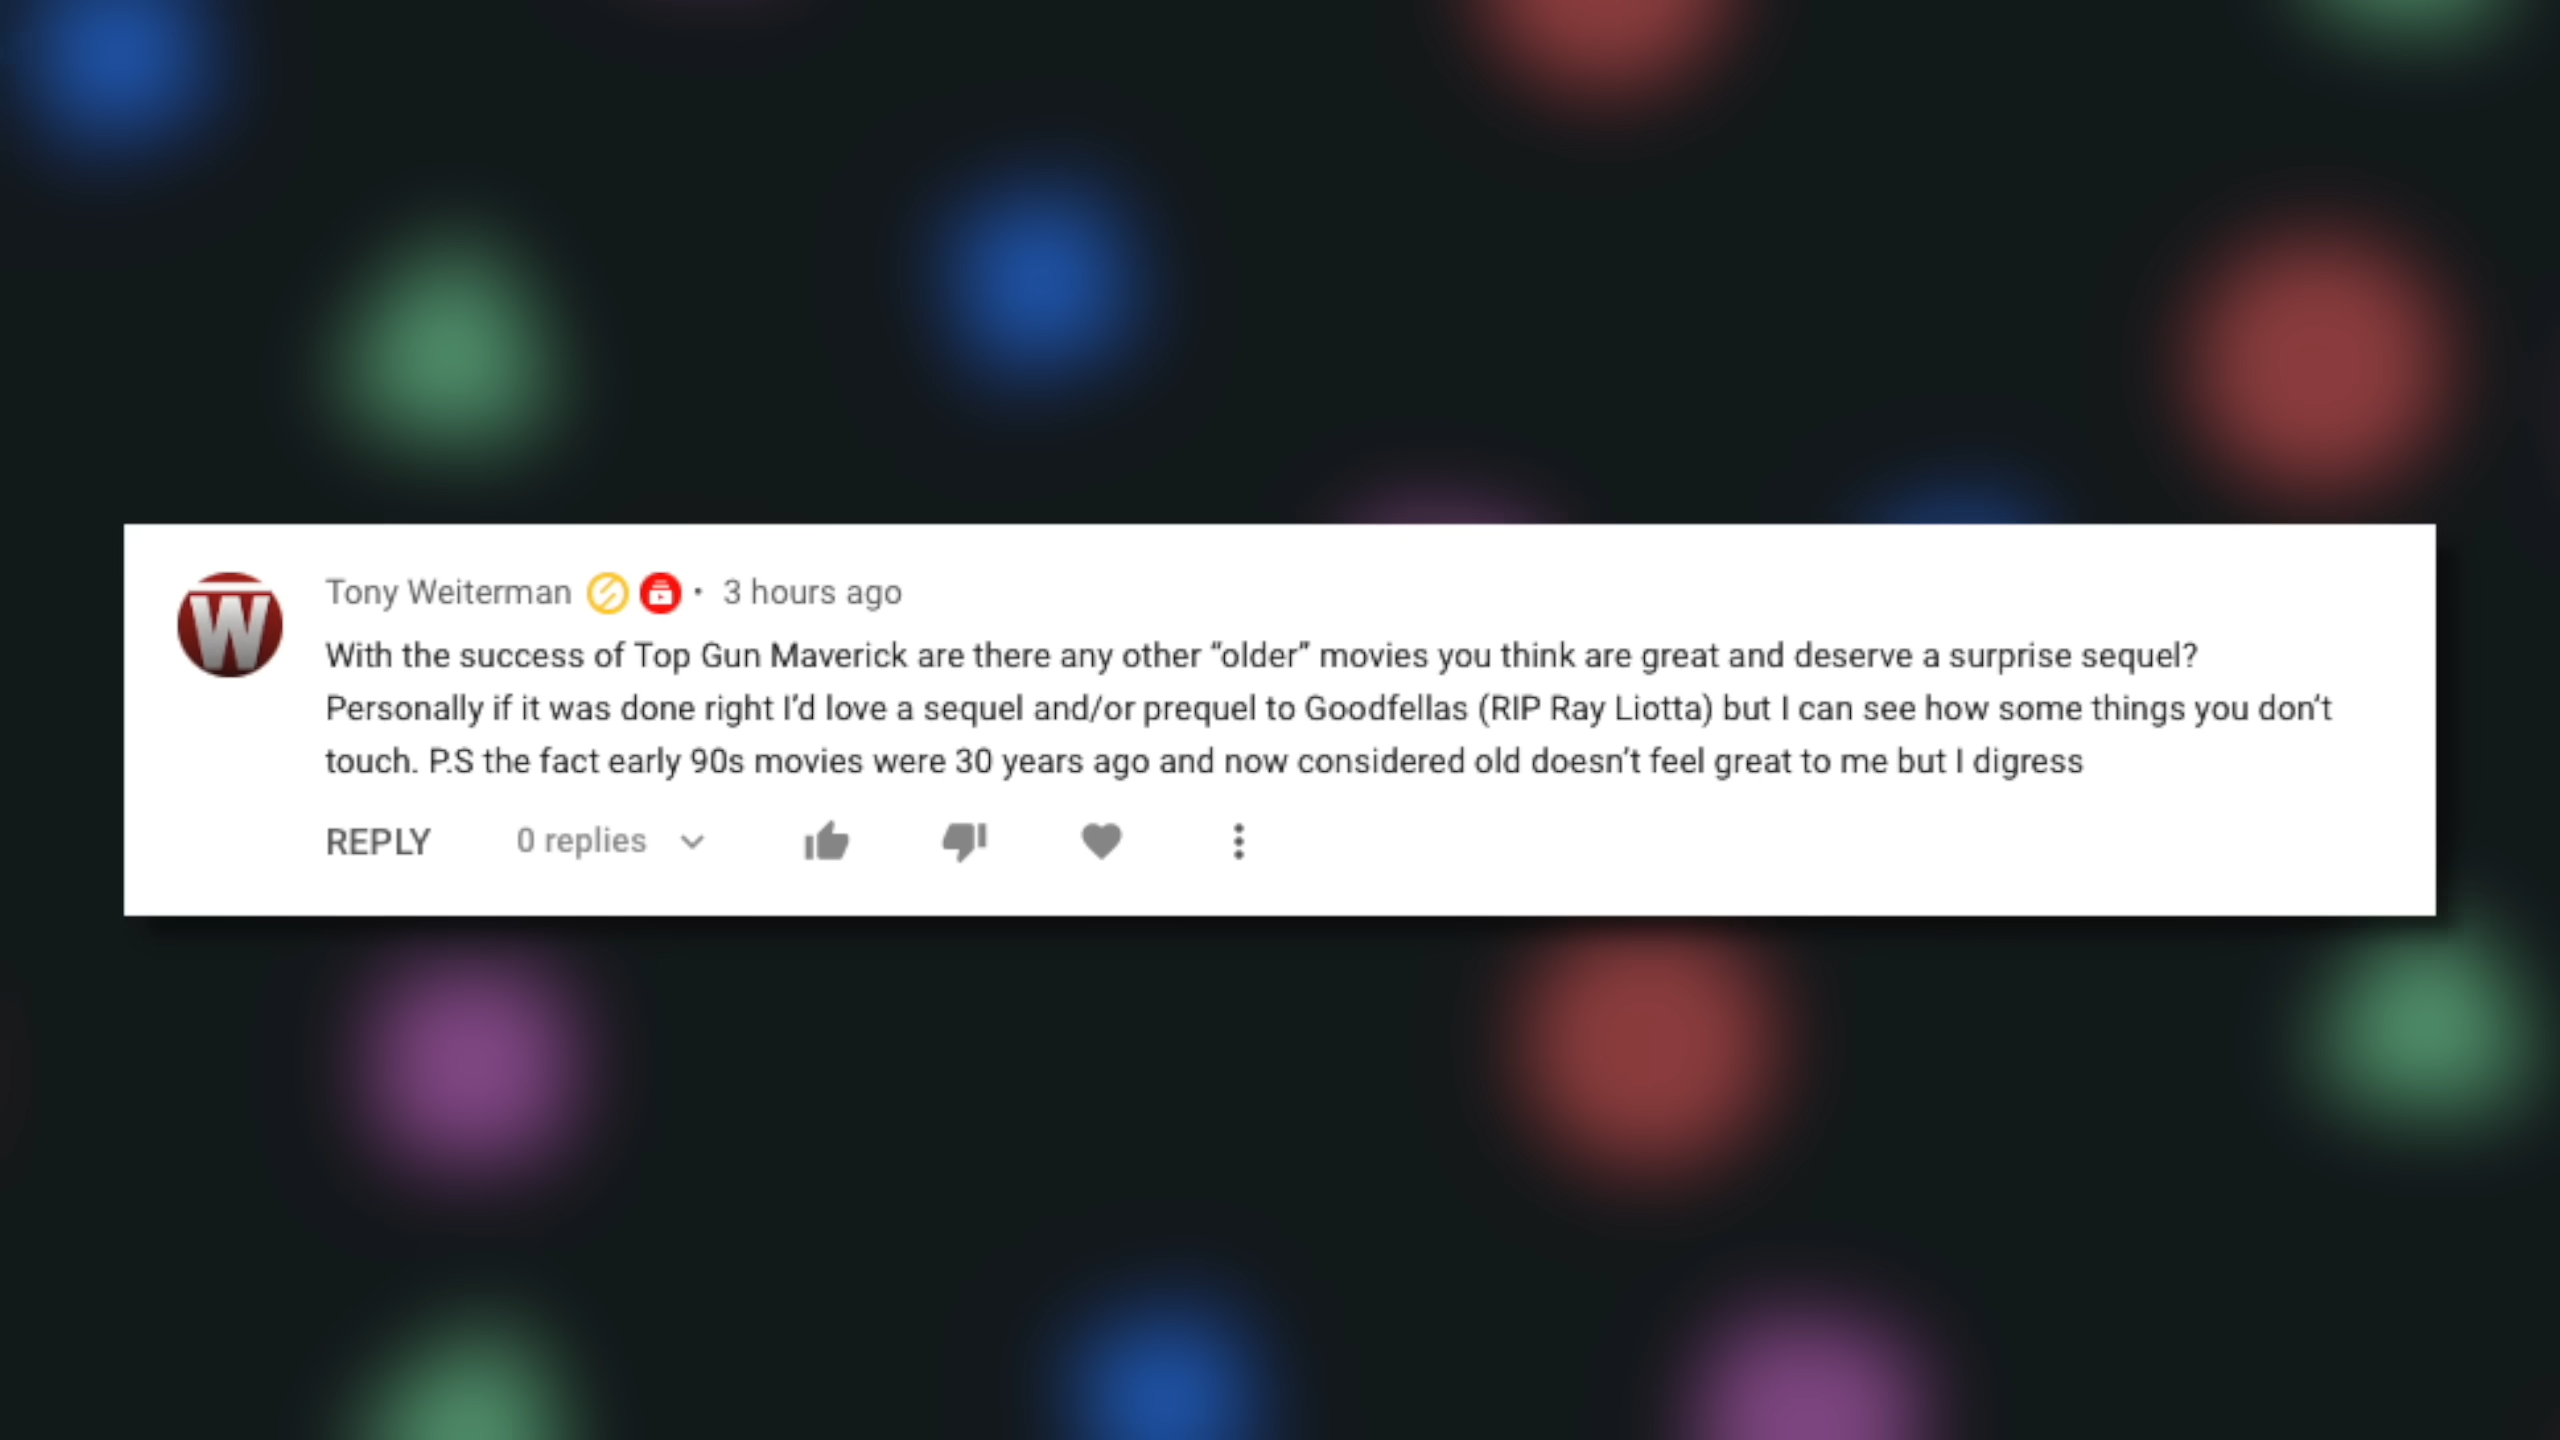 W
Tony Weiterman • 3 hours ago
With the success of Top Gun Maverick are there any other “older” movies you think are great and deserve a surprise sequel?
Personally if it was done right I’d love a sequel and/or prequel to Goodfellas (RIP Ray Liotta) but I can see how some things you don’t
touch. P.S the fact early 90s movies were 30 years ago and now considered old doesn’t feel great to me but I digress
REPLY 0 replies